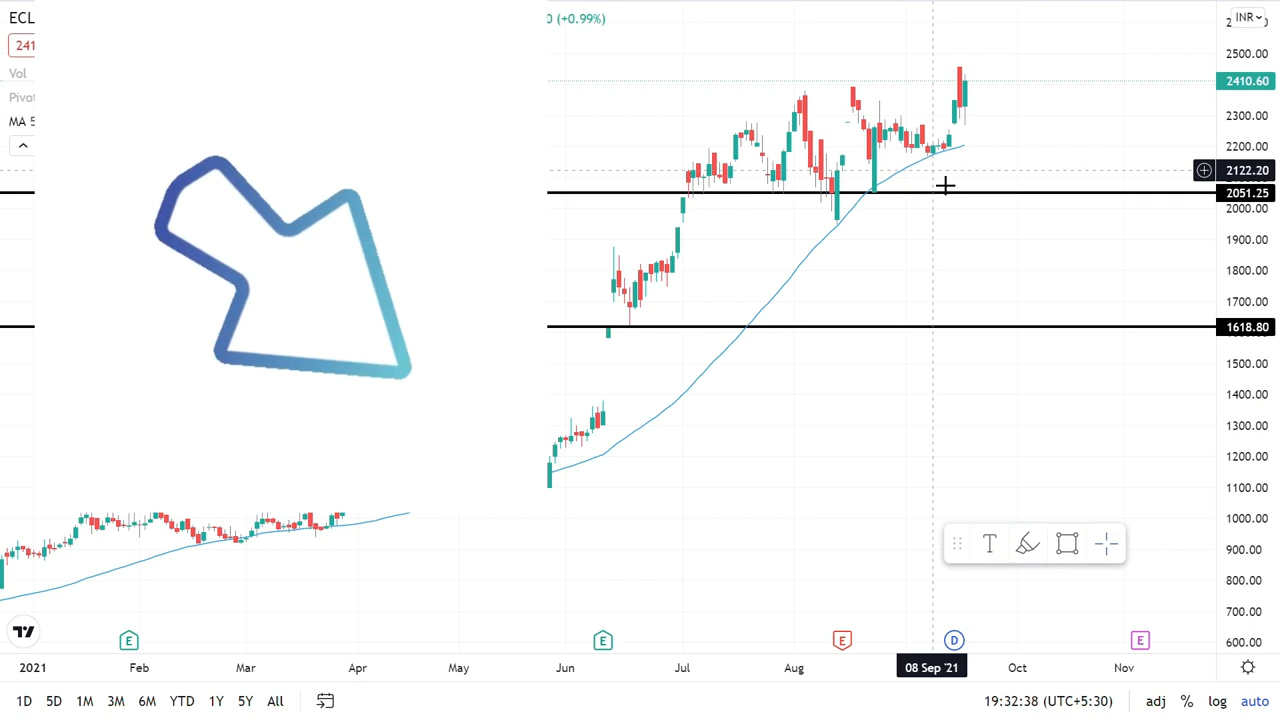 ECL
0 (+0.99%)
INR
241
Vol
Pivot
MA 5
2500.00
2410.60
2300.00
2200.00
2122.20
2051.25
2000.00
1900.00
1800.00
1700.00
1618.80
1500.00
1400.00
1300.00
1200.00
1100.00
1000.00
900.00
800.00
700.00
600.00
T
E
E
E
D
E
2021
Feb
Mar
Apr
May
Jun
Jul
Aug
08 Sep '21
Oct
Nov
1D 5D 1M 3M 6M YTD 1Y 5Y All
19:32:38 (UTC+5:30)
adj % log auto